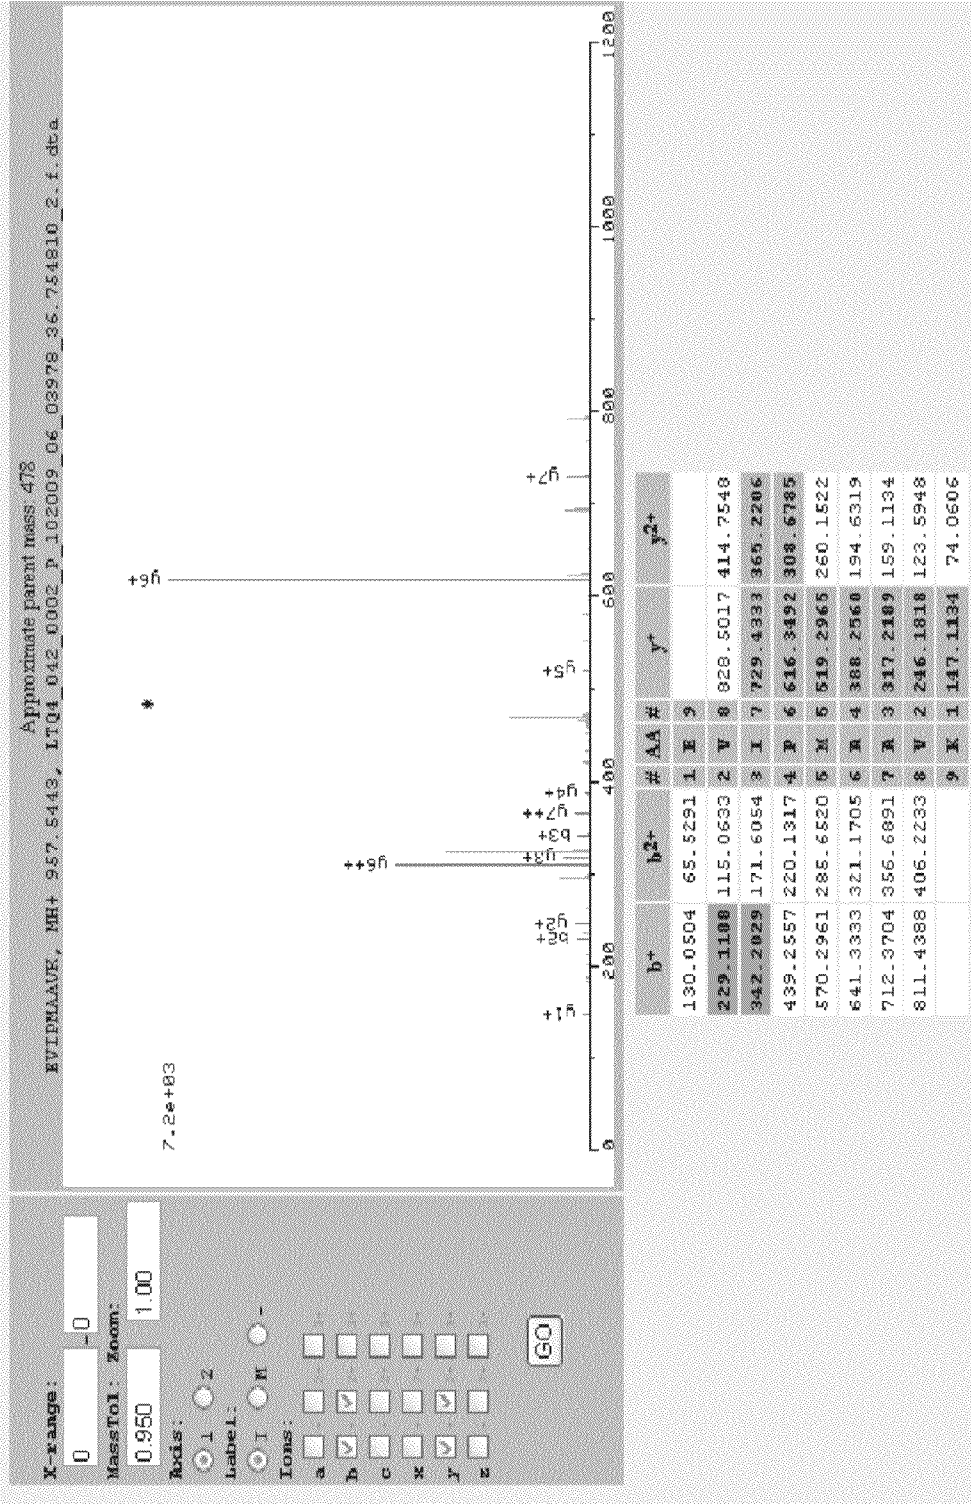 Approximate parent mass: 478
EVIPMAAVK, MH+ 957.5443, LTQ4_042_0002_P_102009_06_03978_36.754810_2.f.dta
X-range:
0 - 0
MassTol: Zoom:
0.950 1.00
Axis:
1 2
Label:
I M -
Ions:
a
b
c
x
y
z
GO
7.2e+03
*
y1+ b2+ y2+ y6++ y3+ b3+ y7++ y4+ y5+ y6+ y7+
0 200 400 600 800 1000 1200
b+ b2+ # AA # y+ y2+
130.0504 65.5291 1 E 9
229.1188 115.0633 2 V 8 828.5017 414.7548
342.2029 171.6054 3 I 7 729.4333 365.2206
439.2557 220.1317 4 P 6 616.3492 308.6785
570.2961 285.6520 5 M 5 519.2965 260.1522
641.3333 321.1705 6 A 4 388.2560 194.6319
712.3704 356.6891 7 A 3 317.2189 159.1134
811.4388 406.2233 8 V 2 246.1818 123.5948
9 K 1 147.1134 74.0606